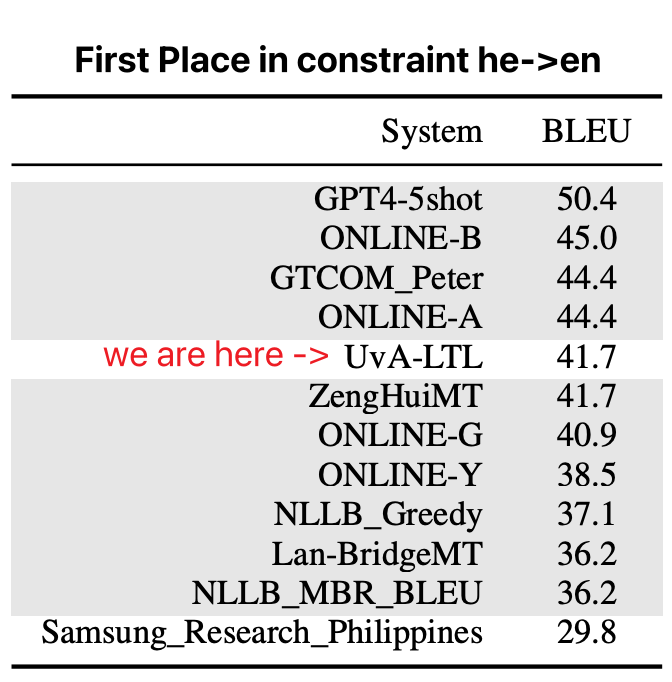 First Place in constraint he->en
System BLEU
GPT4-5shot 50.4
ONLINE-B 45.0
GTCOM_Peter 44.4
ONLINE-A 44.4
we are here -> UvA-LTL 41.7
ZengHuiMT 41.7
ONLINE-G 40.9
ONLINE-Y 38.5
NLLB_Greedy 37.1
Lan-BridgeMT 36.2
NLLB_MBR_BLEU 36.2
Samsung_Research_Philippines 29.8